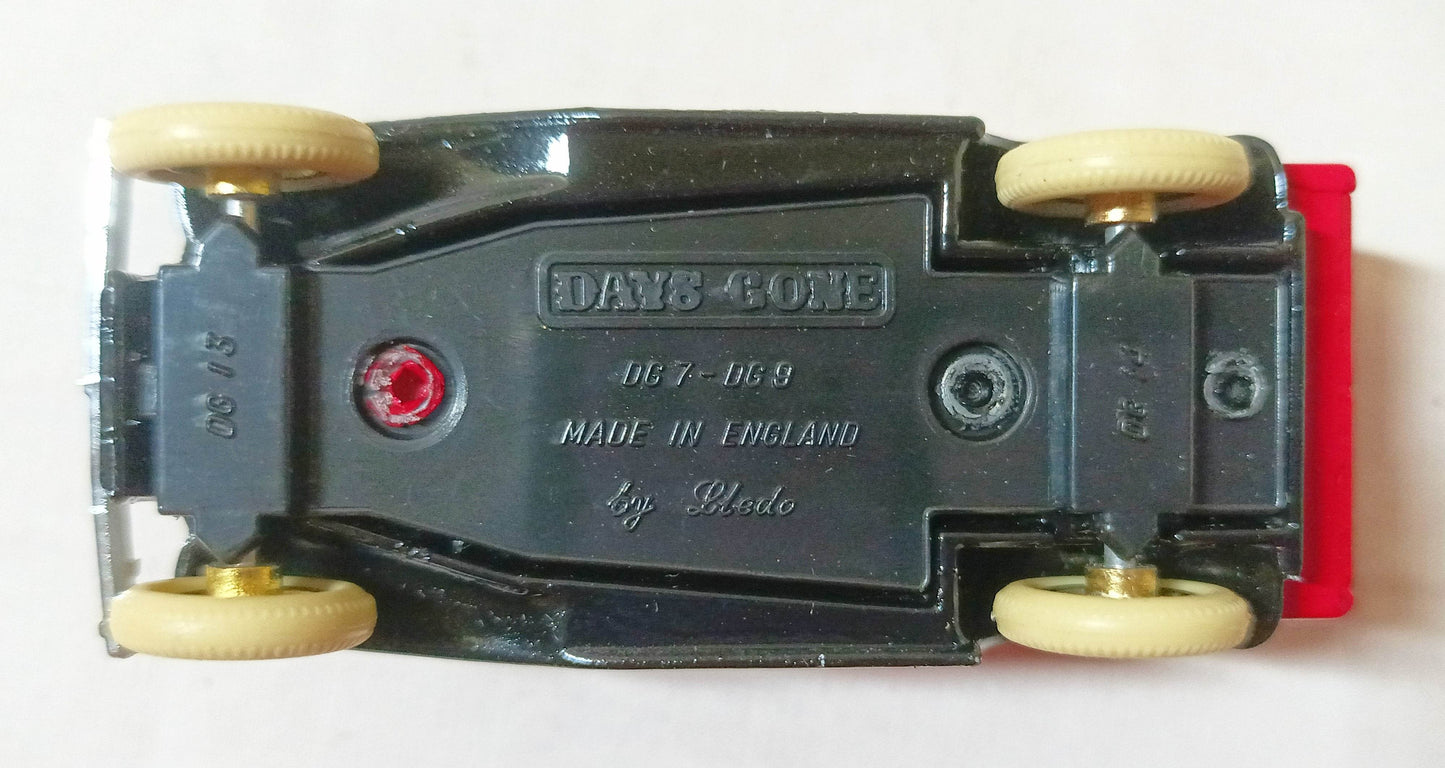 DAYS GONE
DG 7 - DG 9
MADE IN ENGLAND
by Lledo
DG 13
DG 14